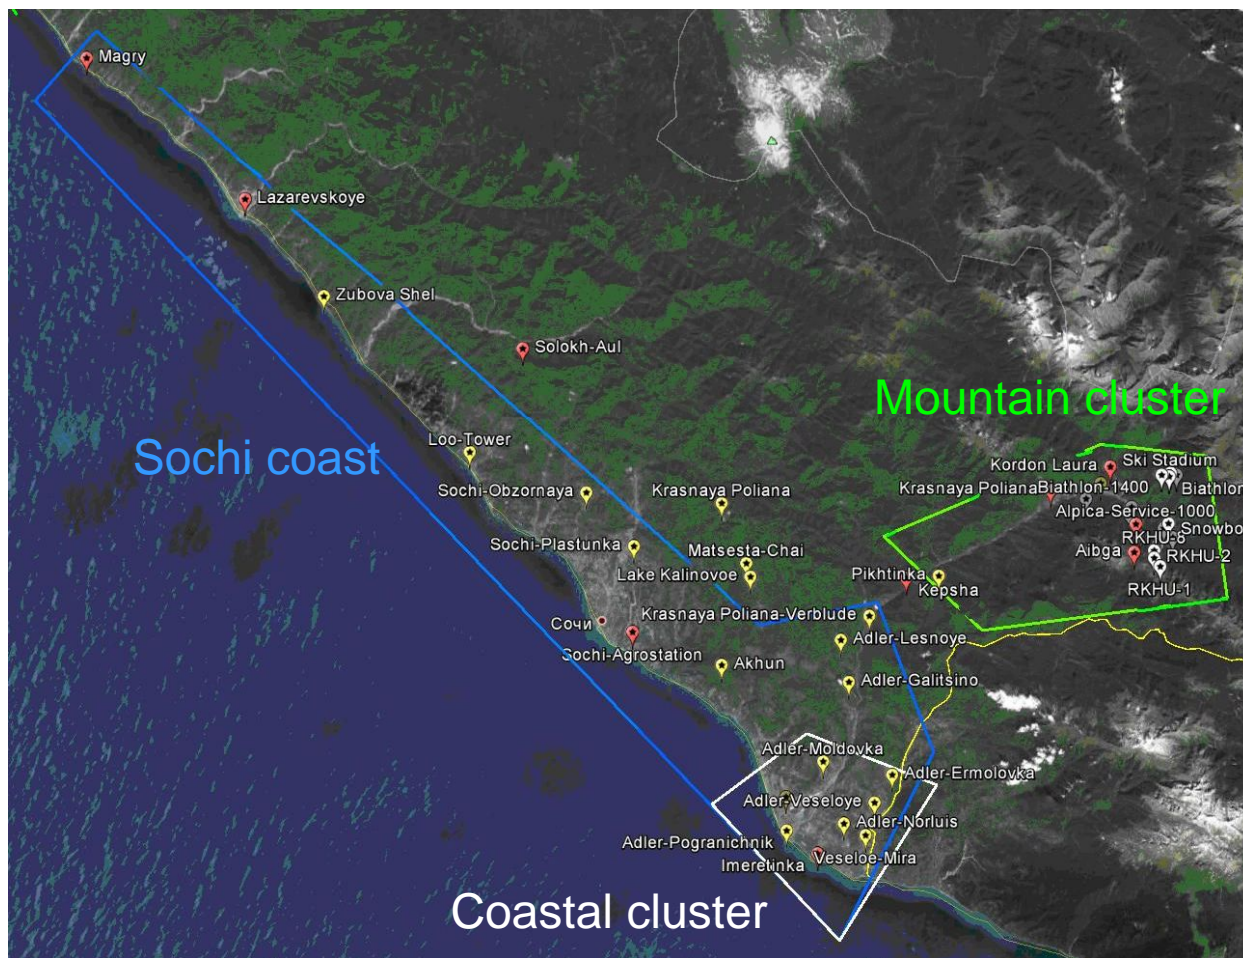 Magry
Lazarevskoye
Zubova Shel
Solokh-Aul
Mountain cluster
Sochi coast
Loo-Tower
Kordon Laura
Ski Stadium
Krasnaya Poliana
Biathlon-1400
Biathlon
Sochi-Obzornaya
Krasnaya Poliana
Alpica-Service-1000
Snowbo
RKHU-8
Sochi-Plastunka
Matsesta-Chai
Aibga
RKHU-2
Lake Kalinovoe
Pikhtinka
Kepsha
RKHU-1
Krasnaya Poliana-Verblude
Сочи
Adler-Lesnoye
Sochi-Agrostation
Akhun
Adler-Galitsino
Adler-Moldovka
Adler-Ermolovka
Adler-Veseloye
Adler-Norluis
Adler-Pogranichnik
Veseloe-Mira
Imeretinka
Coastal cluster